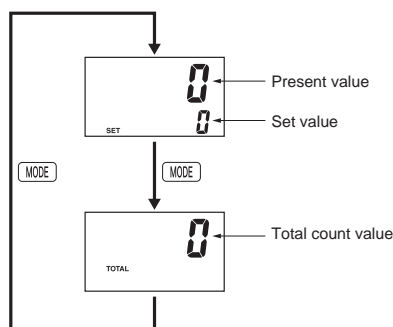 0
Present value
SET 0
Set value
MODE
MODE
0
Total count value
TOTAL